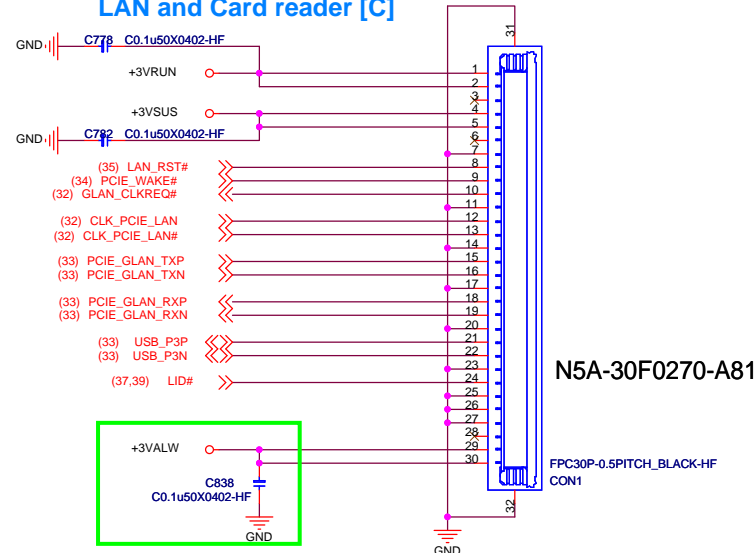 LAN and Card reader [C]
GND C778 C0.1u50X0402-HF
+3VRUN
+3VSUS
GND C782 C0.1u50X0402-HF
(35) LAN_RST#
(34) PCIE_WAKE#
(32) GLAN_CLKREQ#
(32) CLK_PCIE_LAN
(32) CLK_PCIE_LAN#
(33) PCIE_GLAN_TXP
(33) PCIE_GLAN_TXN
(33) PCIE_GLAN_RXP
(33) PCIE_GLAN_RXN
(33) USB_P3P
(33) USB_P3N
(37,39) LID#
+3VALW
C838
C0.1u50X0402-HF
GND
31
1
2
3
4
5
6
7
8
9
10
11
12
13
14
15
16
17
18
19
20
21
22
23
24
25
26
27
28
29
30
32
GND
N5A-30F0270-A81
FPC30P-0.5PITCH_BLACK-HF
CON1